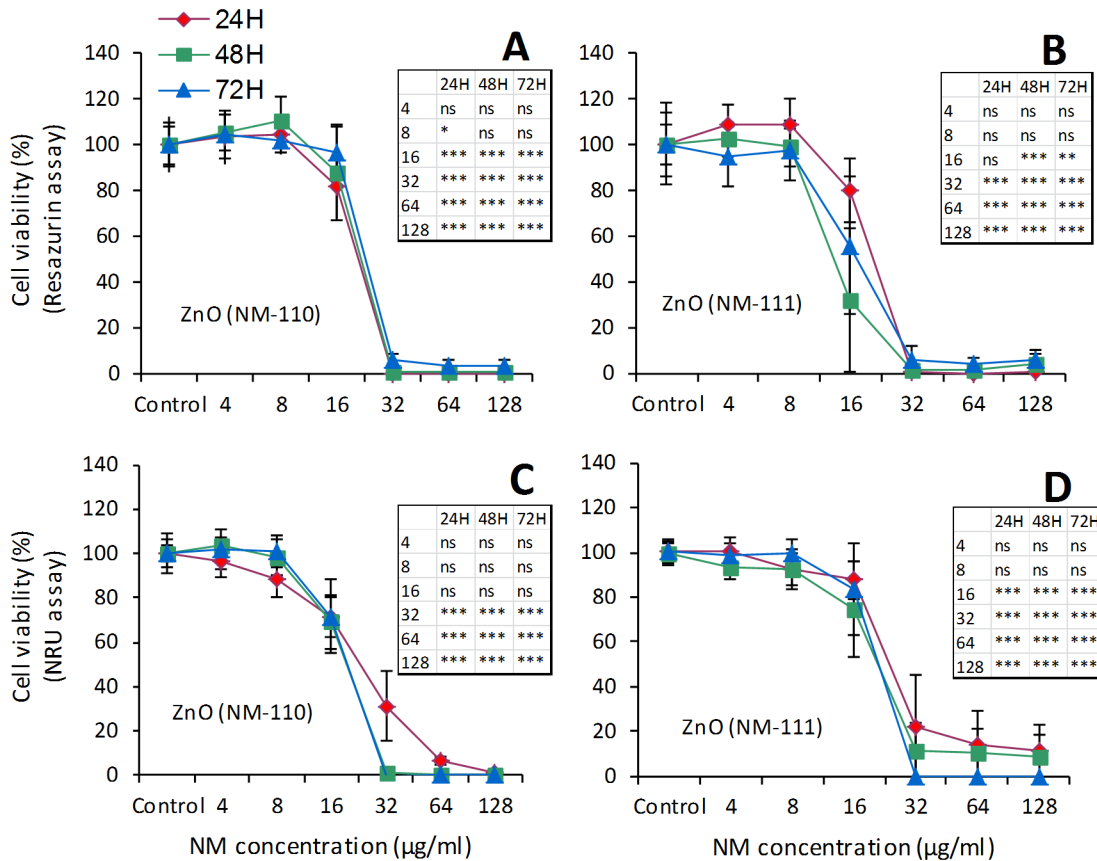 24H
48H
72H
A
140
120
100
80
60
40
20
0
Cell viability (%)
(Resazurin assay)
24H 48H 72H
4 ns ns ns
8 * ns ns
16 *** *** ***
32 *** *** ***
64 *** *** ***
128 *** *** ***
ZnO (NM-110)
Control 4 8 16 32 64 128
B
140
120
100
80
60
40
20
0
24H 48H 72H
4 ns ns ns
8 ns ns ns
16 ns *** **
32 *** *** ***
64 *** *** ***
128 *** *** ***
ZnO (NM-111)
Control 4 8 16 32 64 128
C
140
120
100
80
60
40
20
0
Cell viability (%)
(NRU assay)
24H 48H 72H
4 ns ns ns
8 ns ns ns
16 ns ns ns
32 *** *** ***
64 *** *** ***
128 *** *** ***
ZnO (NM-110)
Control 4 8 16 32 64 128
NM concentration (µg/ml)
D
140
120
100
80
60
40
20
0
24H 48H 72H
4 ns ns ns
8 ns ns ns
16 *** *** ***
32 *** *** ***
64 *** *** ***
128 *** *** ***
ZnO (NM-111)
Control 4 8 16 32 64 128
NM concentration (µg/ml)